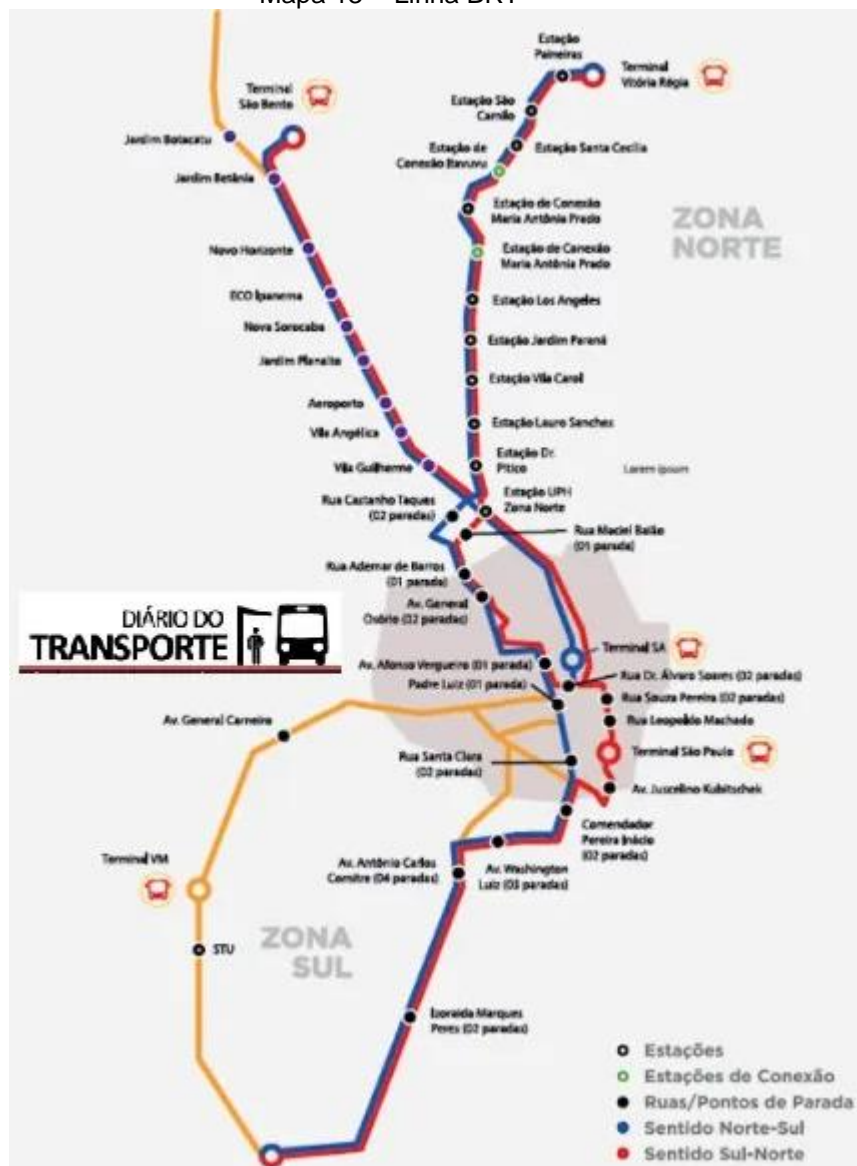 Estação
Paineiras
Terminal
Vitória Régia
Terminal
São Bento
Estação São
Camilo
Jardim Botucatu
Estação de
Conexão Itavuvu
Estação Santa Cecília
Jardim Betânia
Estação de Conexão
Maria Antônia Prado
ZONA
NORTE
Novo Horizonte
Estação de Conexão
Maria Antônia Prado
ECO Ipanema
Estação Los Angeles
Nova Sorocaba
Estação Jardim Paraná
Jardim Planalto
Estação Vila Carol
Aeroporto
Estação Lauro Sanches
Vila Angélica
Estação Dr.
Pitico
Vila Guilherme
Lorem ipsum
Rua Castanho Taques
(02 paradas)
Estação UPH
Zona Norte
Rua Maciel Baião
(01 parada)
Rua Ademar de Barros
(01 parada)
Av. General
Osório (02 paradas)
DIÁRIO DO
TRANSPORTE
Terminal SA
Av. Afonso Vergueiro (01 parada)
Rua Dr. Álvaro Soares (02 paradas)
Padre Luiz (01 parada)
Rua Souza Pereira (02 paradas)
Av. General Carneiro
Rua Leopoldo Machado
Rua Santa Clara
(02 paradas)
Terminal São Paulo
Av. Juscelino Kubitschek
Comendador
Pereira Inácio
(02 paradas)
Terminal VM
Av. Antônio Carlos
Comitre (04 paradas)
Av. Washington
Luiz (03 paradas)
ZONA
SUL
STU
Izoraida Marques
Peres (02 paradas)
Estações
Estações de Conexão
Ruas/Pontos de Parada
Sentido Norte-Sul
Sentido Sul-Norte